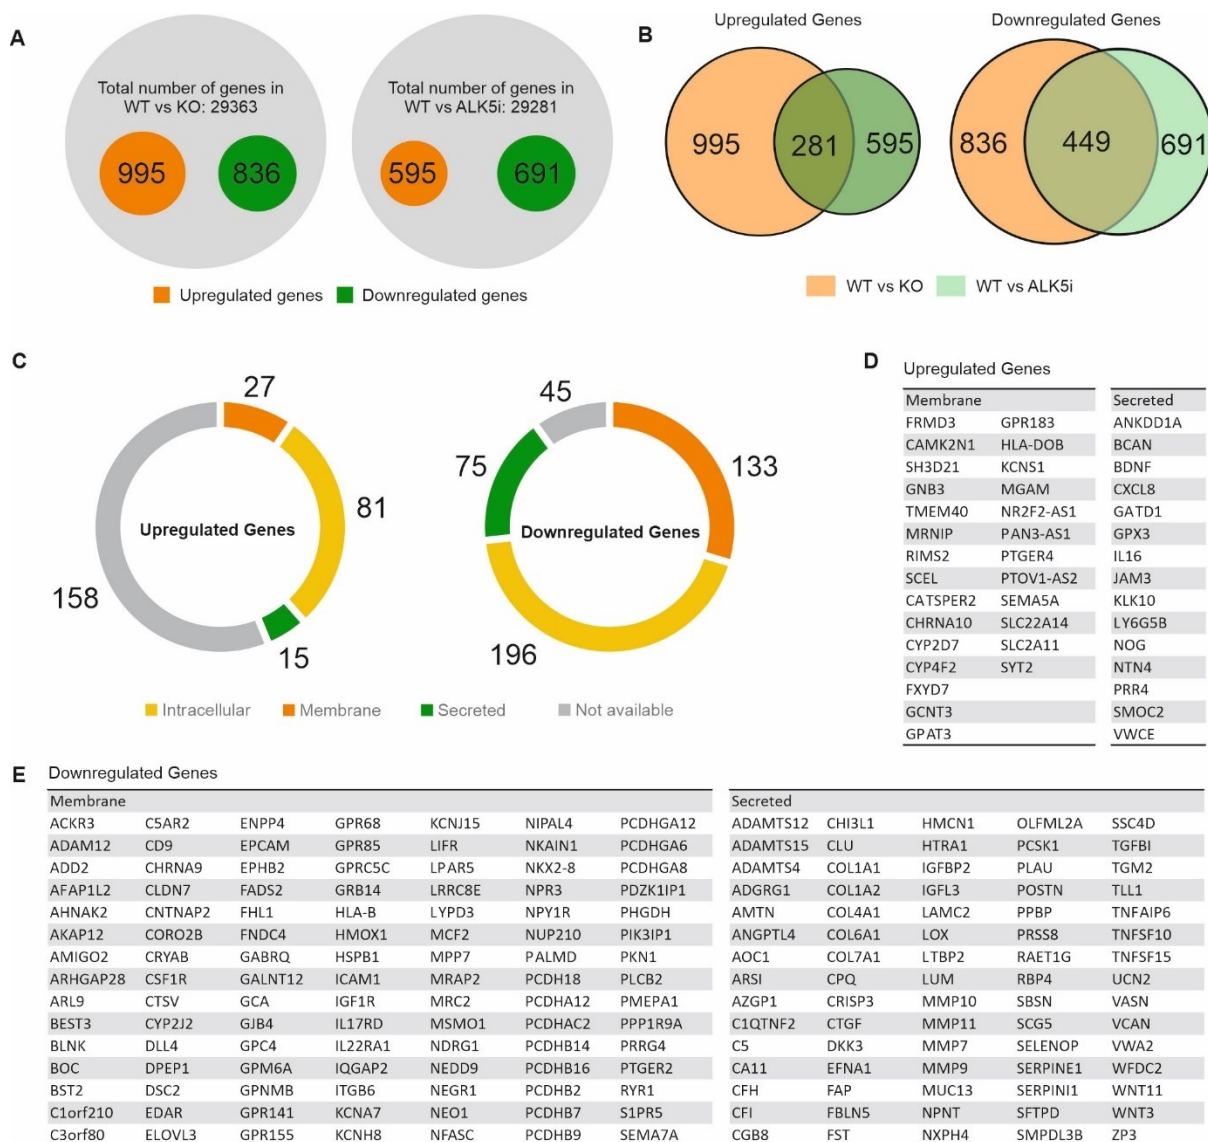 A
Total number of genes in
WT vs KO: 29363
995
836
Total number of genes in
WT vs ALK5i: 29281
595
691
Upregulated genes
Downregulated genes
B
Upregulated Genes
Downregulated Genes
995
281
595
836
449
691
WT vs KO
WT vs ALK5i
C
27
81
15
158
Upregulated Genes
45
133
196
75
Downregulated Genes
Intracellular
Membrane
Secreted
Not available
D
Upregulated Genes
Membrane Secreted
FRMD3 GPR183 ANKDD1A
CAMK2N1 HLA-DOB BCAN
SH3D21 KCNS1 BDNF
GNB3 MGAM CXCL8
TMEM40 NR2F2-AS1 GATD1
MRNIP PAN3-AS1 GPX3
RIMS2 PTGER4 IL16
SCEL PTOV1-AS2 JAM3
CATSPER2 SEMA5A KLK10
CHRNA10 SLC22A14 LY6G5B
CYP2D7 SLC2A11 NOG
CYP4F2 SYT2 NTN4
FXYD7 PRR4
GCNT3 SMOC2
GPAT3 VWCE
E
Downregulated Genes
Membrane Secreted
ACKR3 C5AR2 ENPP4 GPR68 KCNJ15 NIPAL4 PCDHGA12 ADAMTS12 CHI3L1 HMCN1 OLFML2A SSC4D
ADAM12 CD9 EPCAM GPR85 LIFR NKAIN1 PCDHGA6 ADAMTS15 CLU HTRA1 PCSK1 TGFBI
ADD2 CHRNA9 EPHB2 GPRC5C LPAR5 NKX2-8 PCDHGA8 ADAMTS4 COL1A1 IGFBP2 PLAU TGM2
AFAP1L2 CLDN7 FADS2 GRB14 LRRC8E NPR3 PDZK1IP1 ADGRG1 COL1A2 IGFL3 POSTN TLL1
AHNAK2 CNTNAP2 FHL1 HLA-B LYPD3 NPY1R PHGDH AMTN COL4A1 LAMC2 PPBP TNFAIP6
AKAP12 CORO2B FNDC4 HMOX1 MCF2 NUP210 PIK3IP1 ANGPTL4 COL6A1 LOX PRSS8 TNFSF10
AMIGO2 CRYAB GABRQ HSPB1 MPP7 PALMD PKN1 AOC1 COL7A1 LTBP2 RAET1G TNFSF15
ARHGAP28 CSF1R GALNT12 ICAM1 MRAP2 PCDH18 PLCB2 ARSI CPQ LUM RBP4 UCN2
ARL9 CTSV GCA IGF1R MRC2 PCDHA12 PMEPA1 AZGP1 CRISP3 MMP10 SBSN VASN
BEST3 CYP2J2 GJB4 IL17RD MSMO1 PCDHAC2 PPP1R9A C1QTNF2 CTGF MMP11 SCG5 VCAN
BLNK DLL4 GPC4 IL22RA1 NDRG1 PCDHB14 PRRG4 C5 DKK3 MMP7 SELENOP VWA2
BOC DPEP1 GPM6A IQGAP2 NEDD9 PCDHB16 PTGER2 CA11 EFNA1 MMP9 SERPINE1 WFDC2
BST2 DSC2 GPNMB ITGB6 NEGR1 PCDHB2 RYR1 CFH FAP MUC13 SERPINI1 WNT11
C1orf210 EDAR GPR141 KCNA7 NEO1 PCDHB7 S1PR5 CFI FBLN5 NPNT SFTPD WNT3
C3orf80 ELOVL3 GPR155 KCNH8 NFASC PCDHB9 SEMA7A CGB8 FST NXPH4 SMPDL3B ZP3